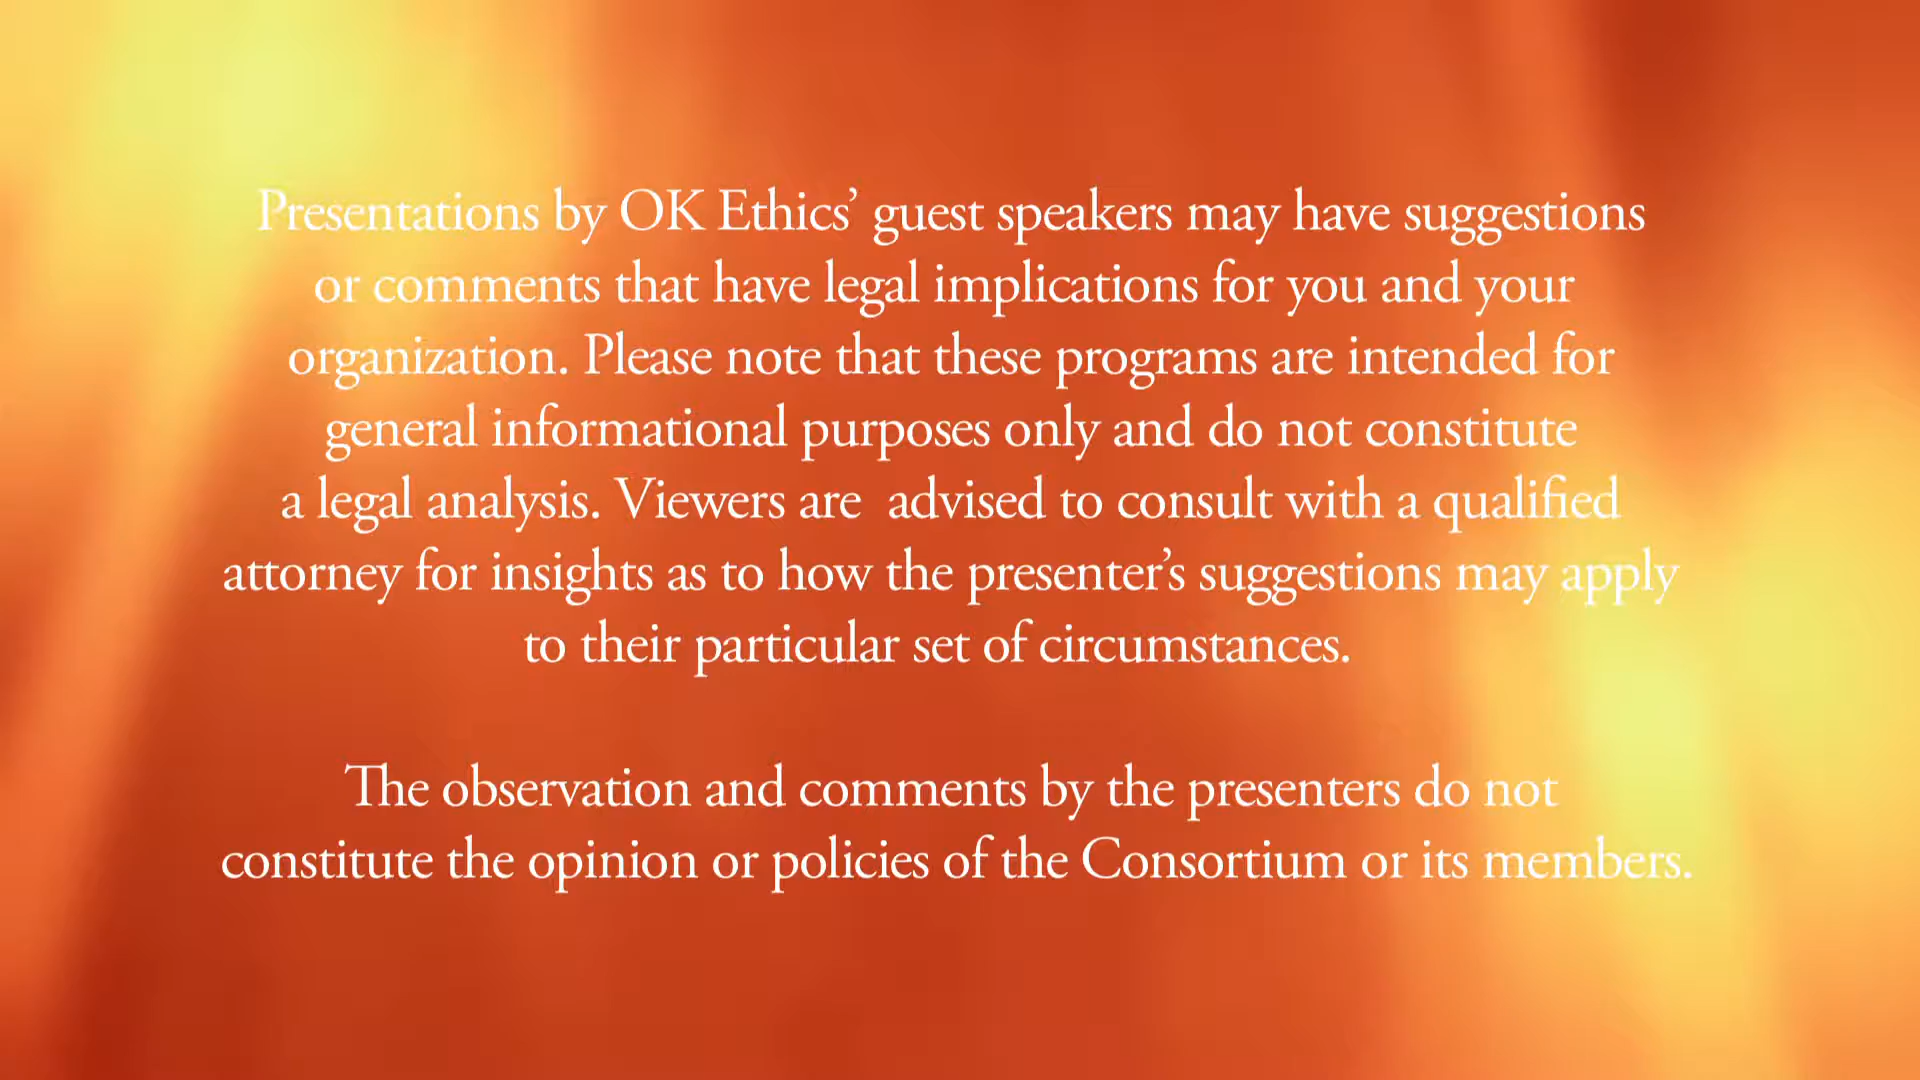 Presentations by OK Ethics’ guest speakers may have suggestions
or comments that have legal implications for you and your
organization. Please note that these programs are intended for
general informational purposes only and do not constitute
a legal analysis. Viewers are  advised to consult with a qualified
attorney for insights as to how the presenter’s suggestions may apply
to their particular set of circumstances.
The observation and comments by the presenters do not
constitute the opinion or policies of the Consortium or its members.